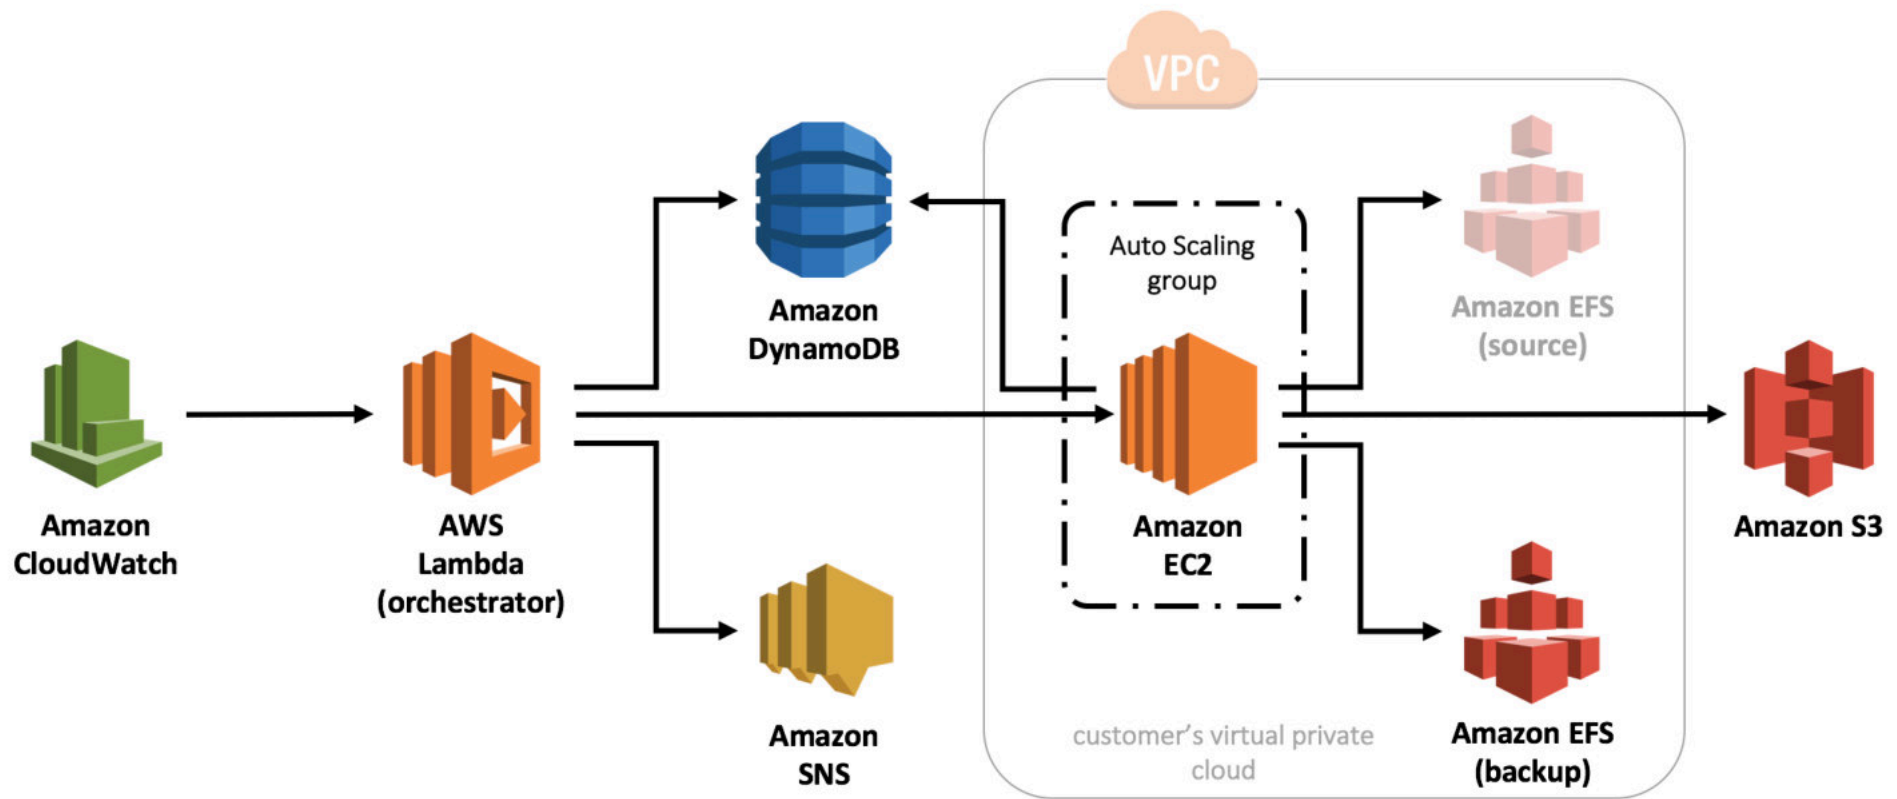 VPC
Auto Scaling
group
Amazon
DynamoDB
Amazon EFS
(source)
Amazon
CloudWatch
AWS
Lambda
(orchestrator)
Amazon
EC2
Amazon S3
Amazon
SNS
customer’s virtual private
cloud
Amazon EFS
(backup)